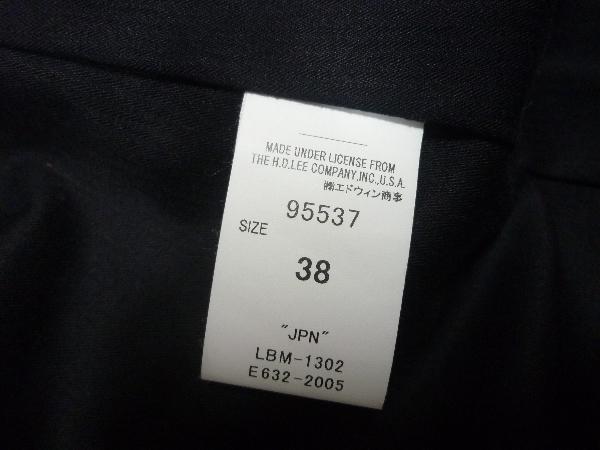 MADE UNDER LICENSE FROM
THE H.D.LEE COMPANY,INC.,U.S.A.
㈱エドウィン商事
95537
SIZE
38
"JPN"
LBM-1302
E632-2005